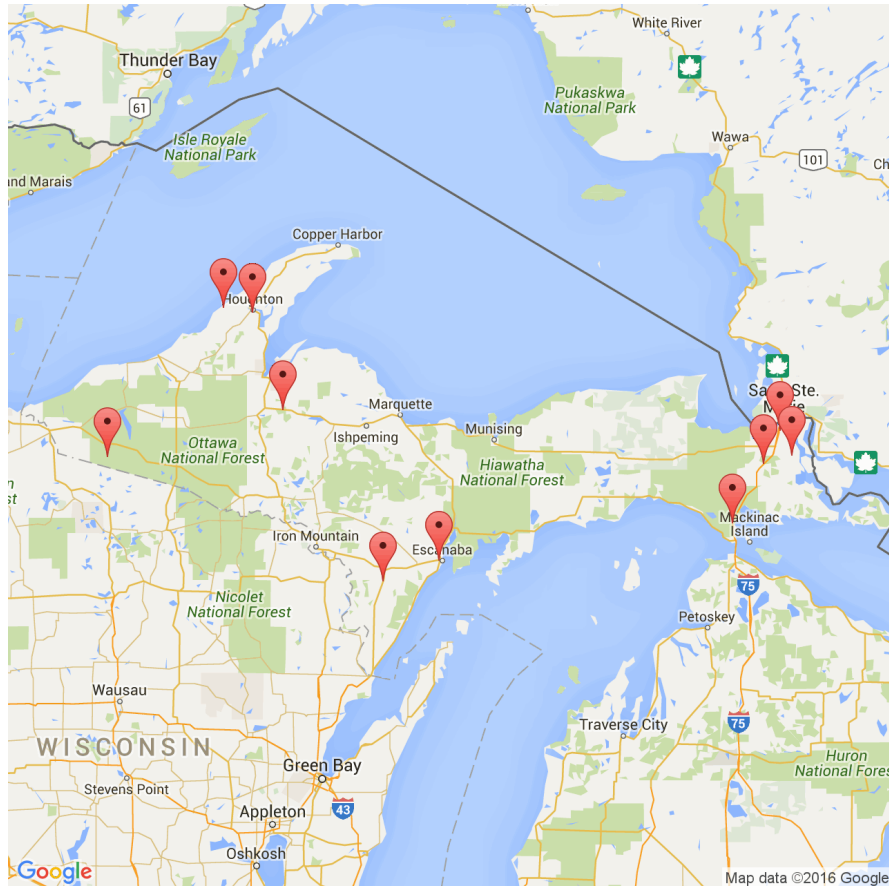 White River
Thunder Bay
Pukaskwa
National Park
61
Isle Royale
National Park
Wawa
101
Ch
nd Marais
Copper Harbor
Houghton
Sault Ste.
Marie
Marquette
Ishpeming
Munising
Ottawa
National Forest
Hiawatha
National Forest
Mackinac
Island
Iron Mountain
Escanaba
75
Nicolet
National Forest
Petoskey
Wausau
Traverse City
75
WISCONSIN
Huron
National Fores
Green Bay
Stevens Point
43
Appleton
Oshkosh
Google
Map data ©2016 Google